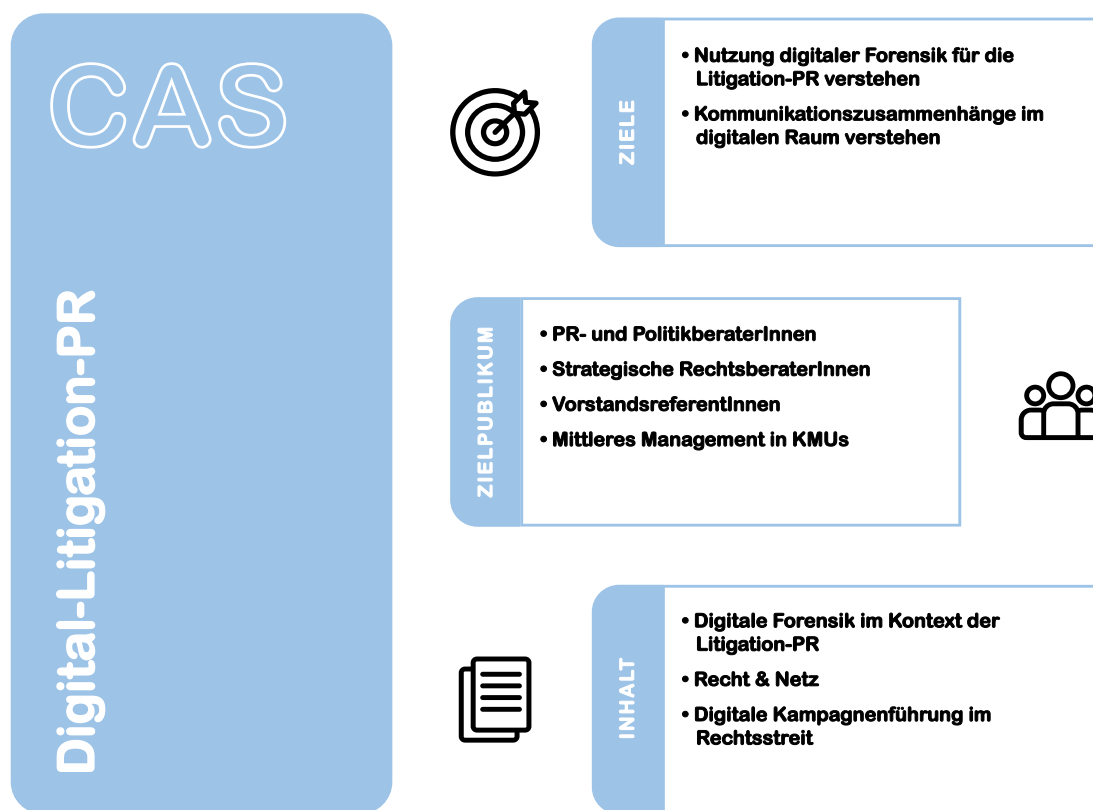 CAS
Digital-Litigation-PR
ZIELE
• Nutzung digitaler Forensik für die
Litigation-PR verstehen
• Kommunikationszusammenhänge im
digitalen Raum verstehen
ZIELPUBLIKUM
• PR- und PolitikberaterInnen
• Strategische RechtsberaterInnen
• VorstandsreferentInnen
• Mittleres Management in KMUs
INHALT
• Digitale Forensik im Kontext der
Litigation-PR
• Recht & Netz
• Digitale Kampagnenführung im
Rechtsstreit